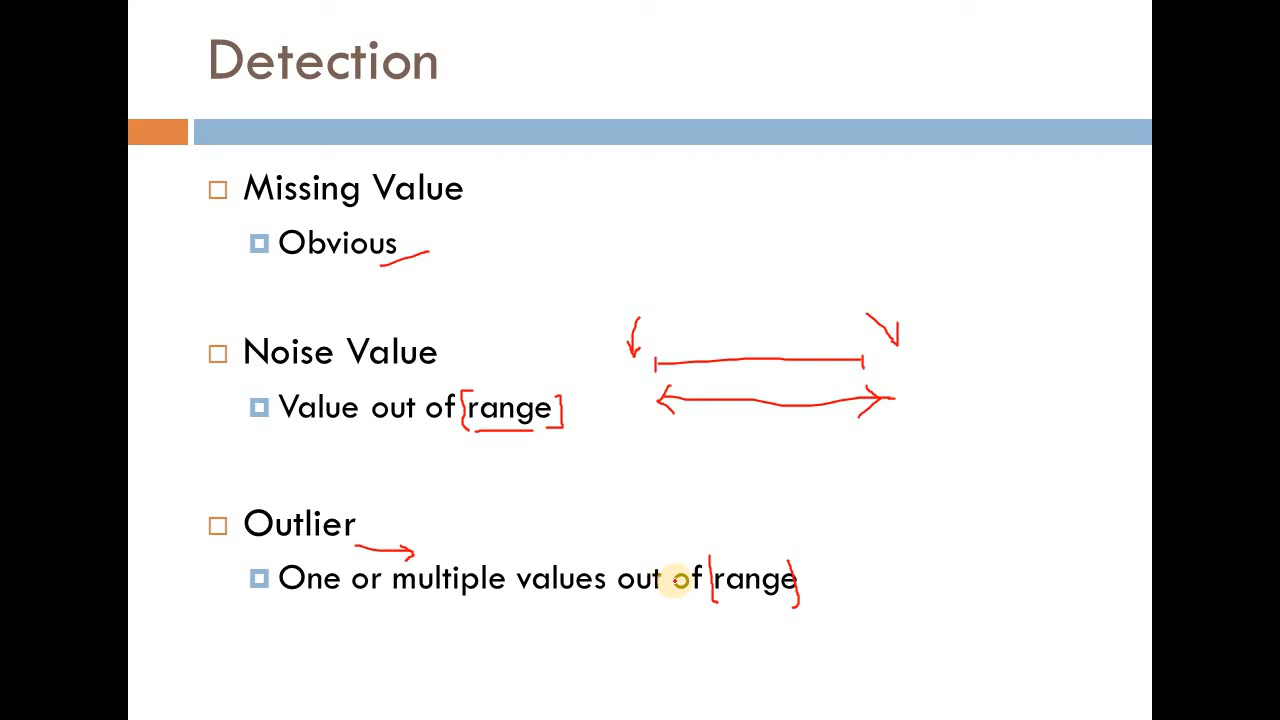 Detection
Missing Value
Obvious
Noise Value
Value out of [range]
Outlier
One or multiple values out of range